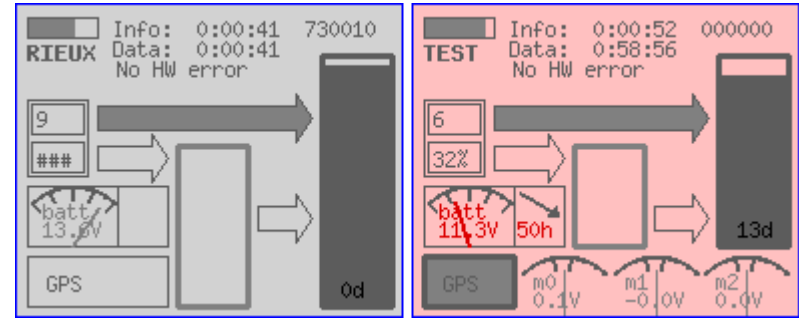 Info: 0:00:41 730010
RIEUX Data: 0:00:41
No HW error
9
###
batt
13.6V
GPS
0d
Info: 0:00:52 000000
TEST Data: 0:58:56
No HW error
6
32%
batt
11.3V 50h
13d
GPS
m0 m1 m2
0.1V -0.0V 0.0V